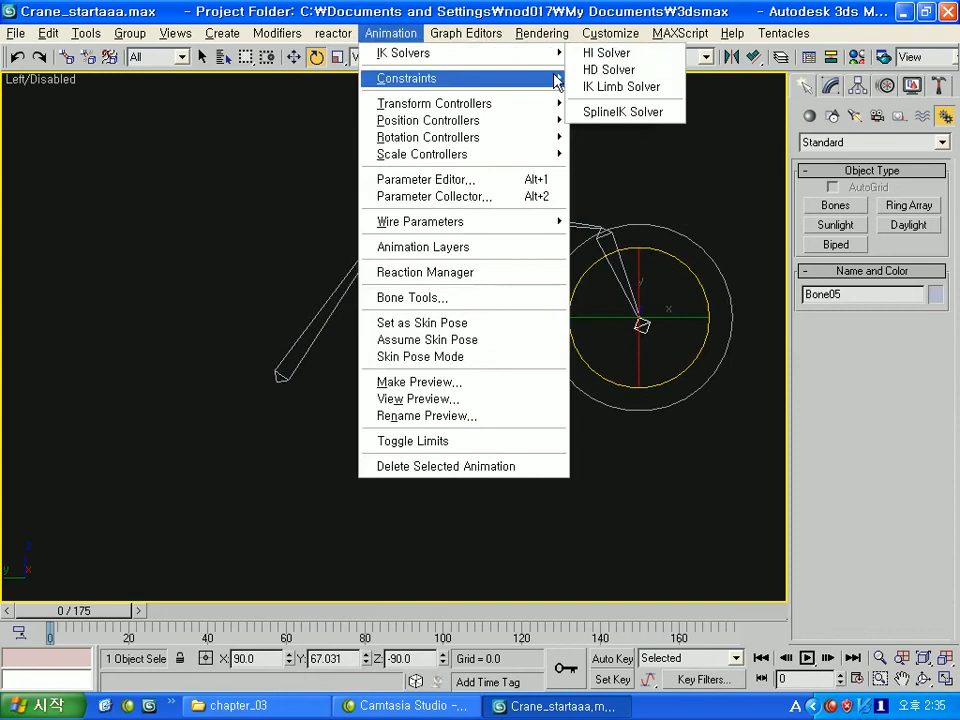 Crane_startaaa.max - Project Folder: C:₩Documents and Settings₩nod017₩My Documents₩3dsmax - Autodesk 3ds M...
File Edit Tools Group Views Create Modifiers reactor Animation Graph Editors Rendering Customize MAXScript Help Tentacles
All View
Left/Disabled
IK Solvers
Constraints
Transform Controllers
Position Controllers
Rotation Controllers
Scale Controllers
Parameter Editor... Alt+1
Parameter Collector... Alt+2
Wire Parameters
Animation Layers
Reaction Manager
Bone Tools...
Set as Skin Pose
Assume Skin Pose
Skin Pose Mode
Make Preview...
View Preview...
Rename Preview...
Toggle Limits
Delete Selected Animation
HI Solver
HD Solver
IK Limb Solver
SplineIK Solver
y
x
z
y x
Standard
- Object Type
AutoGrid
Bones Ring Array
Sunlight Daylight
Biped
- Name and Color
Bone05
< 0 / 175 >
0 20 40 60 80 100 120 140 160
1 Object Sele X: 90.0 Y: 67.031 Z: -90.0 Grid = 0.0 Auto Key Selected
Add Time Tag Set Key Key Filters... 0
시작 chapter_03 Camtasia Studio - ... Crane_startaaa,m... A 오후 2:35